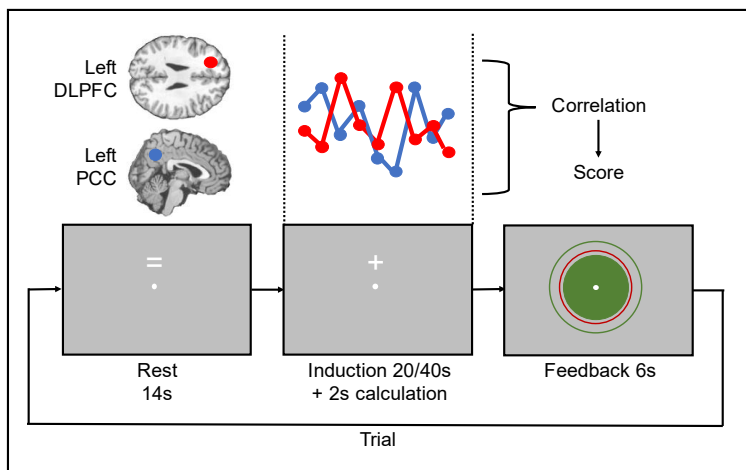 Left
DLPFC
Left
PCC
Correlation
Score
=
+
Rest
14s
Induction 20/40s
+ 2s calculation
Feedback 6s
Trial